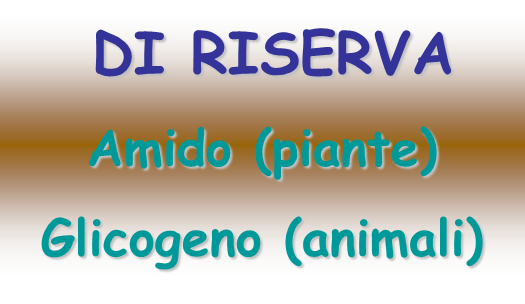 DI RISERVA
Amido (piante)
Glicogeno (animali)